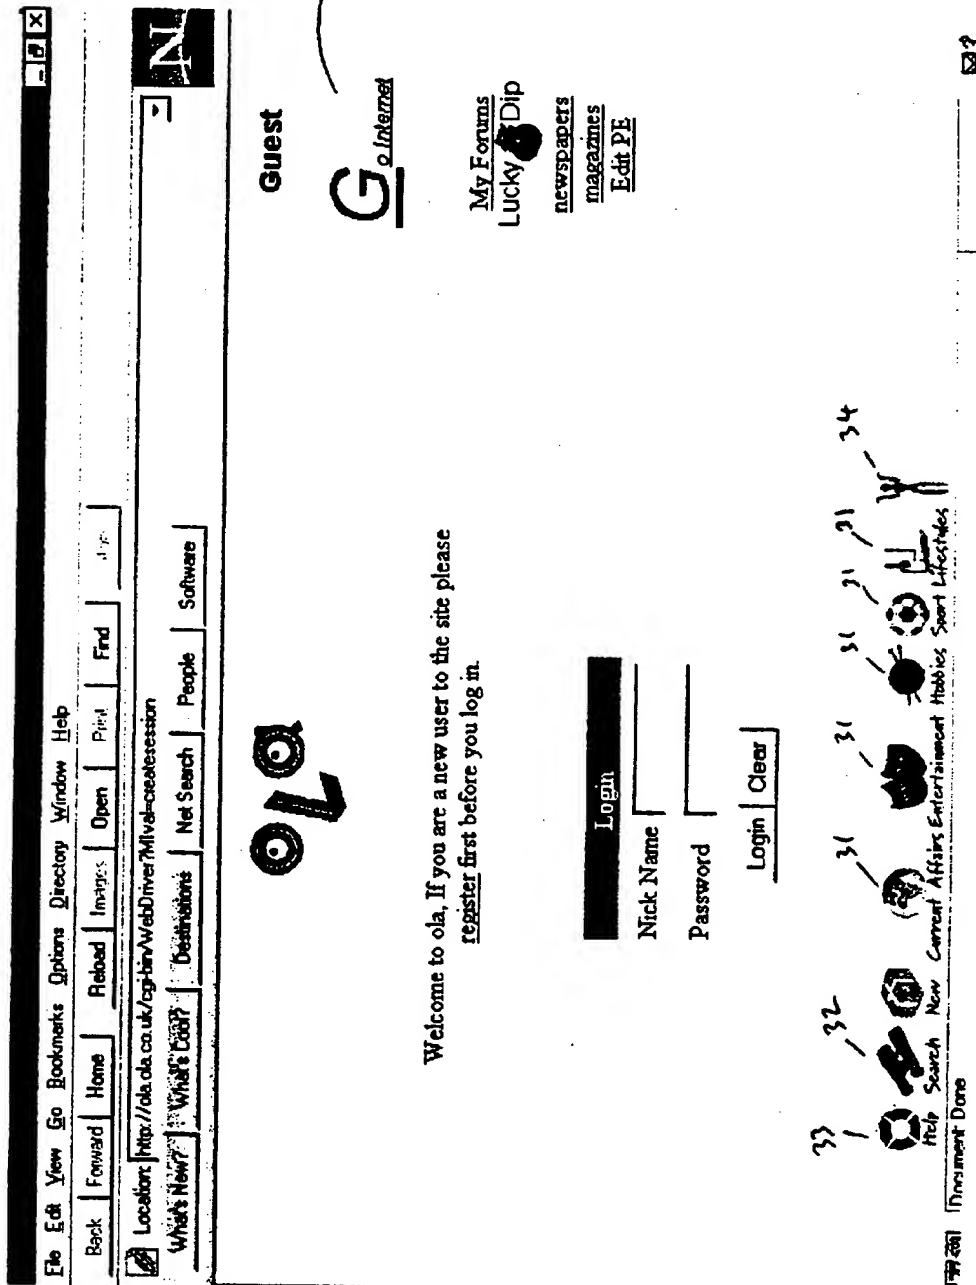 File Edit View Go Bookmarks Options Directory Window Help
Back Forward Home Reload Images Open Print Find
Location: http://ola.ola.co.uk/cgi-bin/WebDriver?MIval=createsession
What's New? What's Cool? Destinations Net Search People Software
N
ola
Guest
Go Internet
Welcome to ola, If you are a new user to the site please
register first before you log in.
My Forums
Lucky Dip
newspapers
magazines
Edit PE
Login
Nick Name
Password
Login Clear
33 32 31 31 31 31 31 34
Help Search New Current Affairs Entertainment Hobbies Sport Lifestyles
Document Done